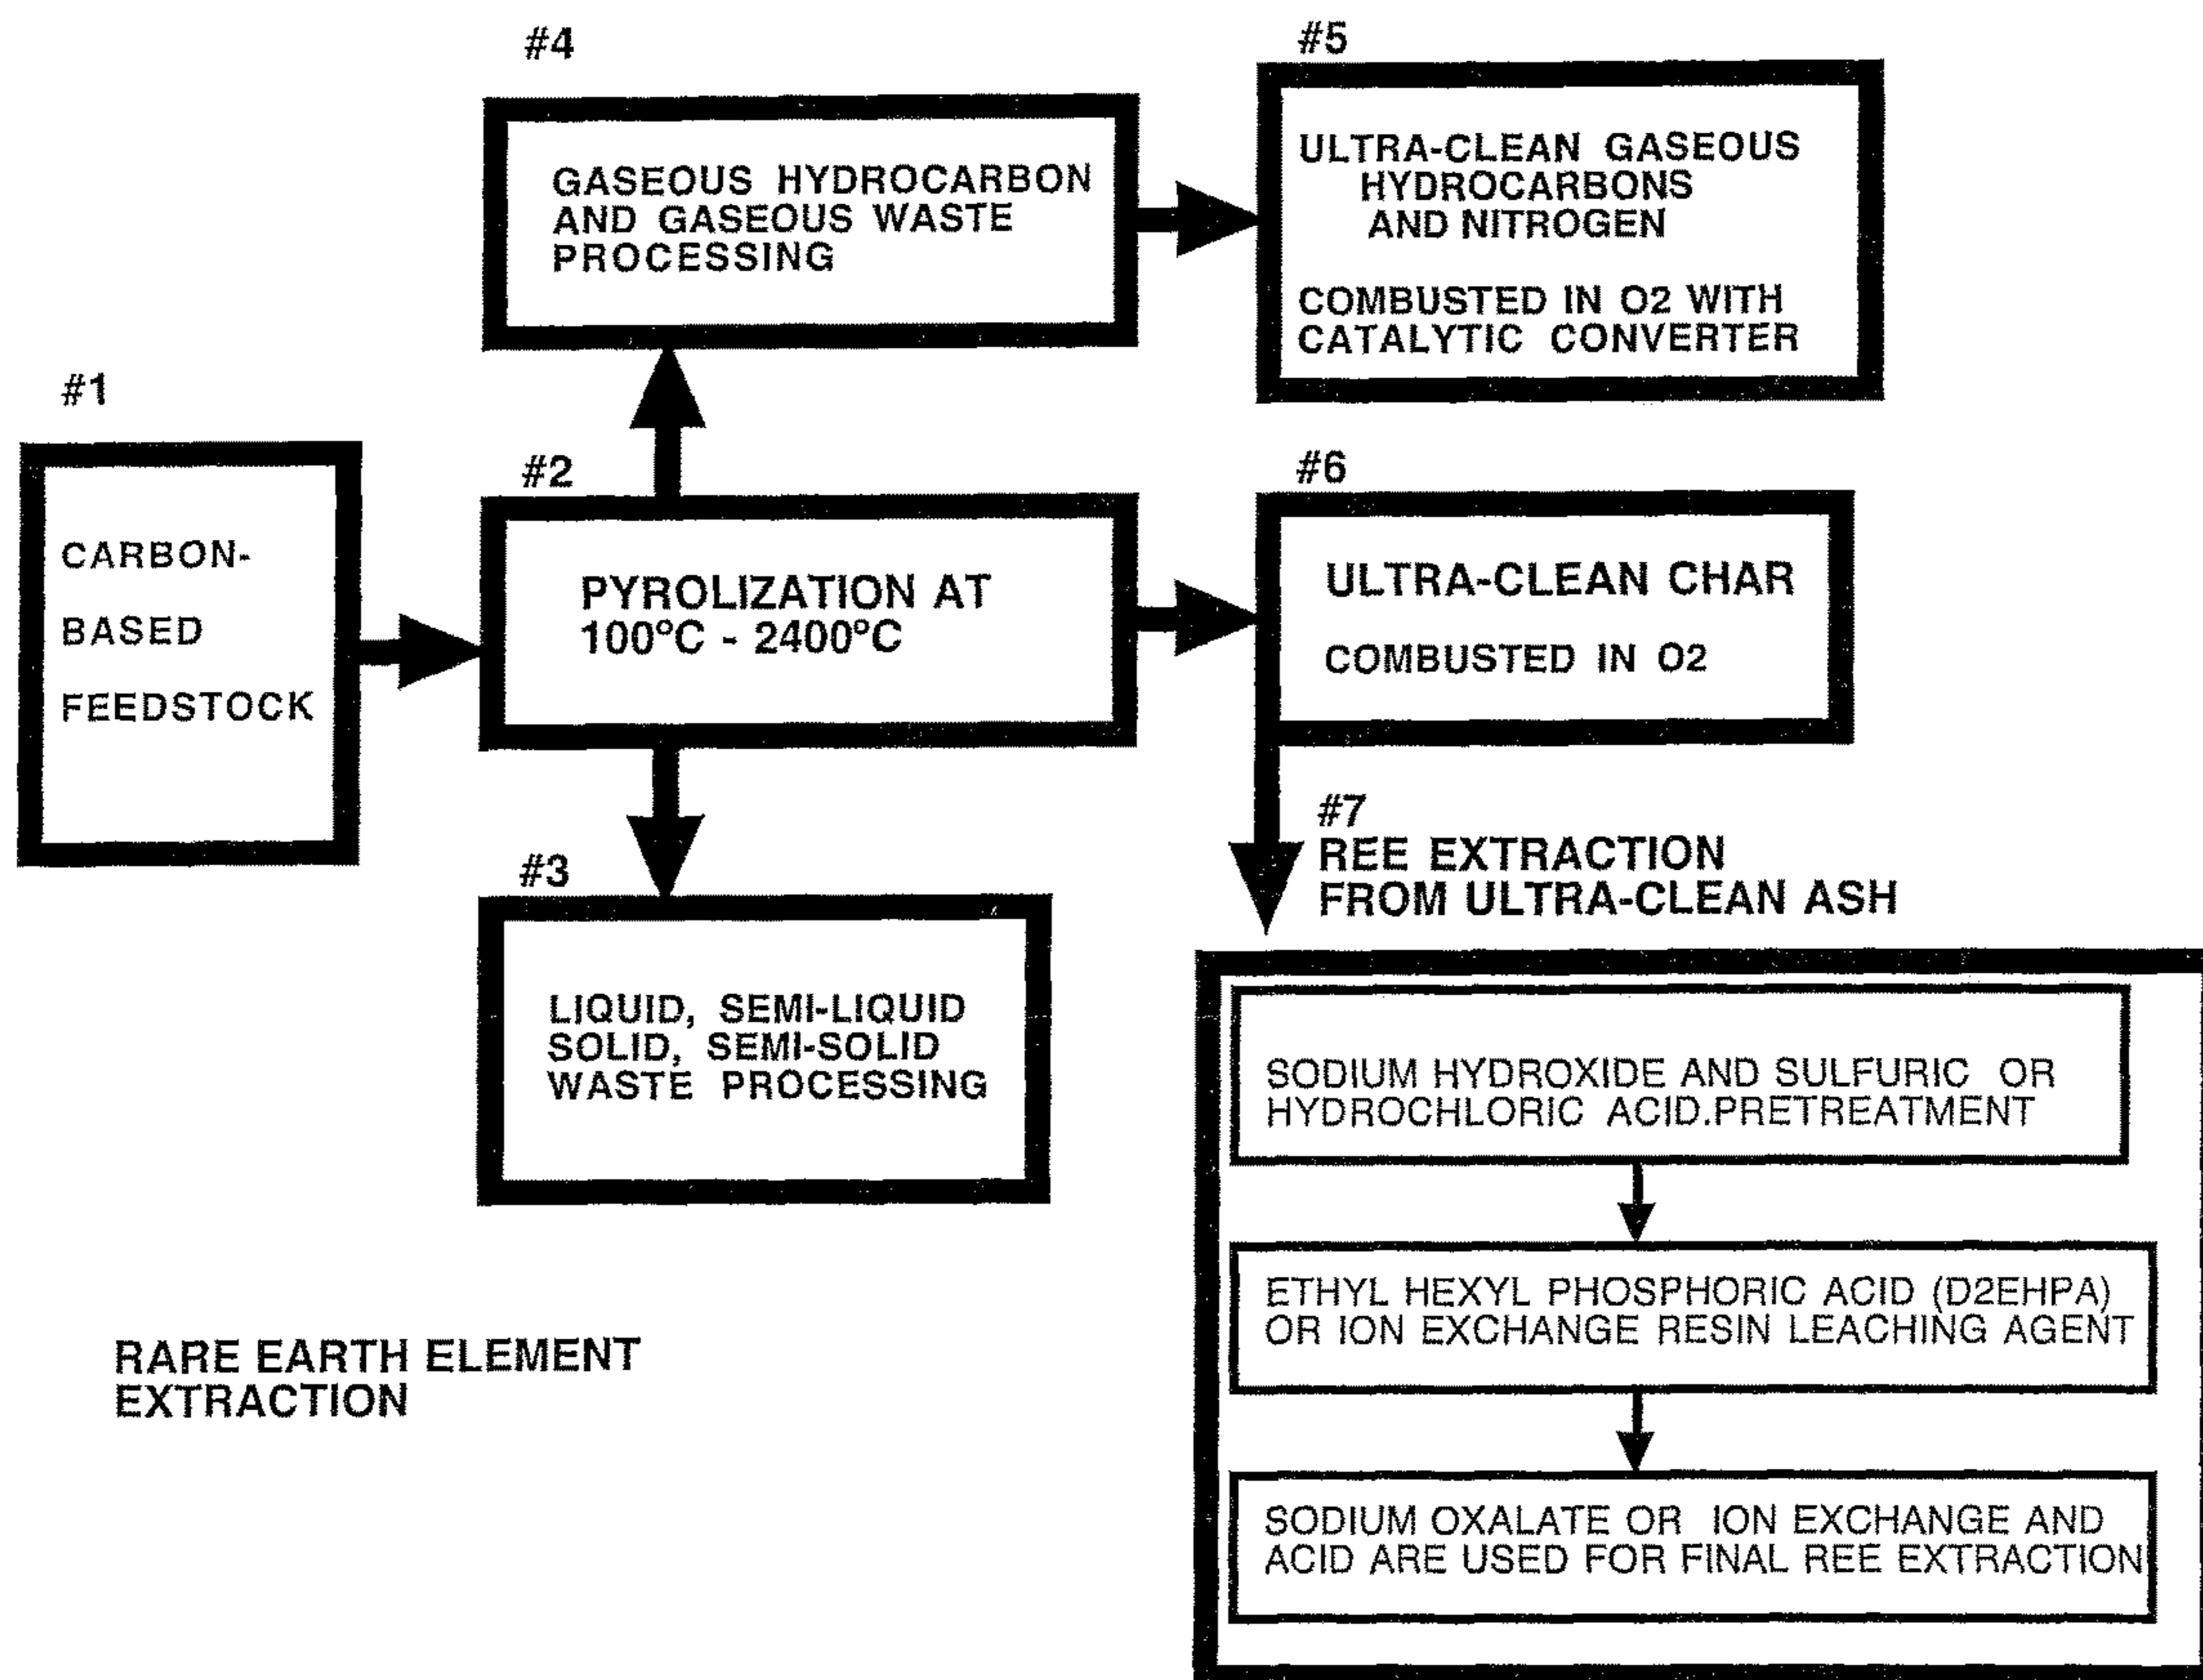 #4
GASEOUS HYDROCARBON
AND GASEOUS WASTE
PROCESSING
#5
ULTRA-CLEAN GASEOUS
HYDROCARBONS
AND NITROGEN
COMBUSTED IN O2 WITH
CATALYTIC CONVERTER
#1
CARBON-
BASED
FEEDSTOCK
#2
PYROLIZATION AT
100°C - 2400°C
#6
ULTRA-CLEAN CHAR
COMBUSTED IN O2
#3
LIQUID, SEMI-LIQUID
SOLID, SEMI-SOLID
WASTE PROCESSING
#7
REE EXTRACTION
FROM ULTRA-CLEAN ASH
SODIUM HYDROXIDE AND SULFURIC OR
HYDROCHLORIC ACID.PRETREATMENT
ETHYL HEXYL PHOSPHORIC ACID (D2EHPA)
OR ION EXCHANGE RESIN LEACHING AGENT
SODIUM OXALATE OR ION EXCHANGE AND
ACID ARE USED FOR FINAL REE EXTRACTION
RARE EARTH ELEMENT
EXTRACTION